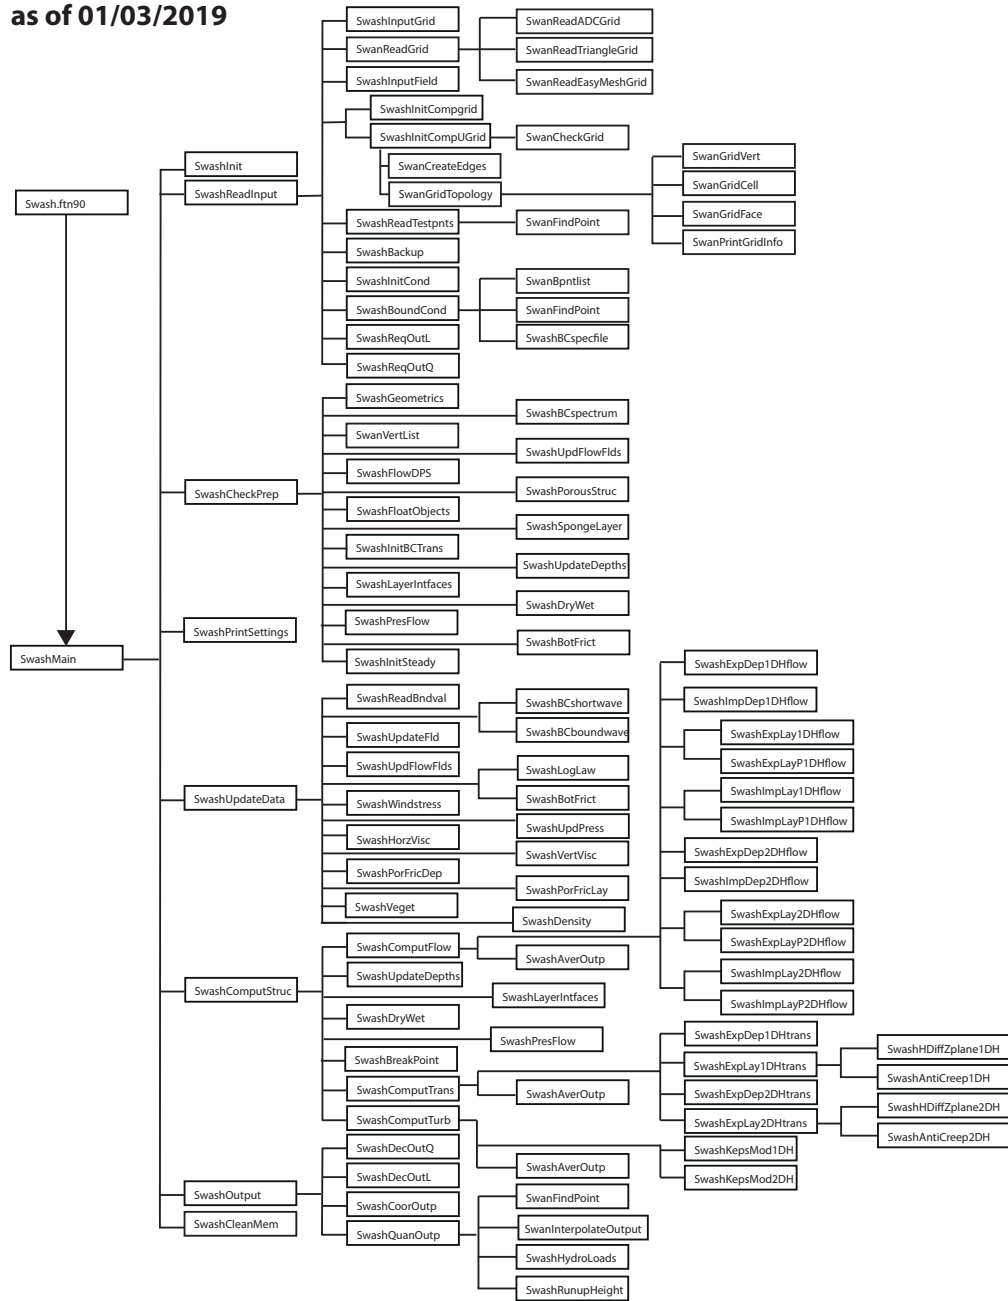 as of 01/03/2019
Swash.ftn90
SwashMain
SwashInit
SwashReadInput
SwashInputGrid
SwanReadGrid
SwanReadADCGrid
SwanReadTriangleGrid
SwanReadEasyMeshGrid
SwashInputField
SwashInitCompgrid
SwashInitCompUGrid
SwanCheckGrid
SwanCreateEdges
SwanGridTopology
SwanGridVert
SwanGridCell
SwanGridFace
SwanPrintGridInfo
SwashReadTestpnts
SwanFindPoint
SwashBackup
SwashInitCond
SwashBoundCond
SwanBpntlist
SwanFindPoint
SwashBCspecfile
SwashReqOutL
SwashReqOutQ
SwashCheckPrep
SwashGeometrics
SwashBCspectrum
SwanVertList
SwashUpdFlowFlds
SwashFlowDPS
SwashPorousStruc
SwashFloatObjects
SwashSpongeLayer
SwashInitBCTrans
SwashUpdateDepths
SwashLayerIntfaces
SwashDryWet
SwashPresFlow
SwashBotFrict
SwashInitSteady
SwashPrintSettings
SwashUpdateData
SwashReadBndval
SwashBCshortwave
SwashBCboundwave
SwashUpdateFld
SwashUpdFlowFlds
SwashLogLaw
SwashBotFrict
SwashWindstress
SwashUpdPress
SwashHorzVisc
SwashVertVisc
SwashPorFricDep
SwashPorFricLay
SwashVeget
SwashDensity
SwashComputStruc
SwashComputFlow
SwashAverOutp
SwashExpDep1DHflow
SwashImpDep1DHflow
SwashExpLay1DHflow
SwashExpLayP1DHflow
SwashImpLay1DHflow
SwashImpLayP1DHflow
SwashExpDep2DHflow
SwashImpDep2DHflow
SwashExpLay2DHflow
SwashExpLayP2DHflow
SwashImpLay2DHflow
SwashImpLayP2DHflow
SwashUpdateDepths
SwashLayerIntfaces
SwashDryWet
SwashPresFlow
SwashBreakPoint
SwashComputTrans
SwashAverOutp
SwashExpDep1DHtrans
SwashExpLay1DHtrans
SwashHDiffZplane1DH
SwashAntiCreep1DH
SwashExpDep2DHtrans
SwashExpLay2DHtrans
SwashHDiffZplane2DH
SwashAntiCreep2DH
SwashComputTurb
SwashAverOutp
SwashKepsMod1DH
SwashKepsMod2DH
SwashOutput
SwashDecOutQ
SwashDecOutL
SwashCoorOutp
SwashQuanOutp
SwanFindPoint
SwanInterpolateOutput
SwashHydroLoads
SwashRunupHeight
SwashCleanMem